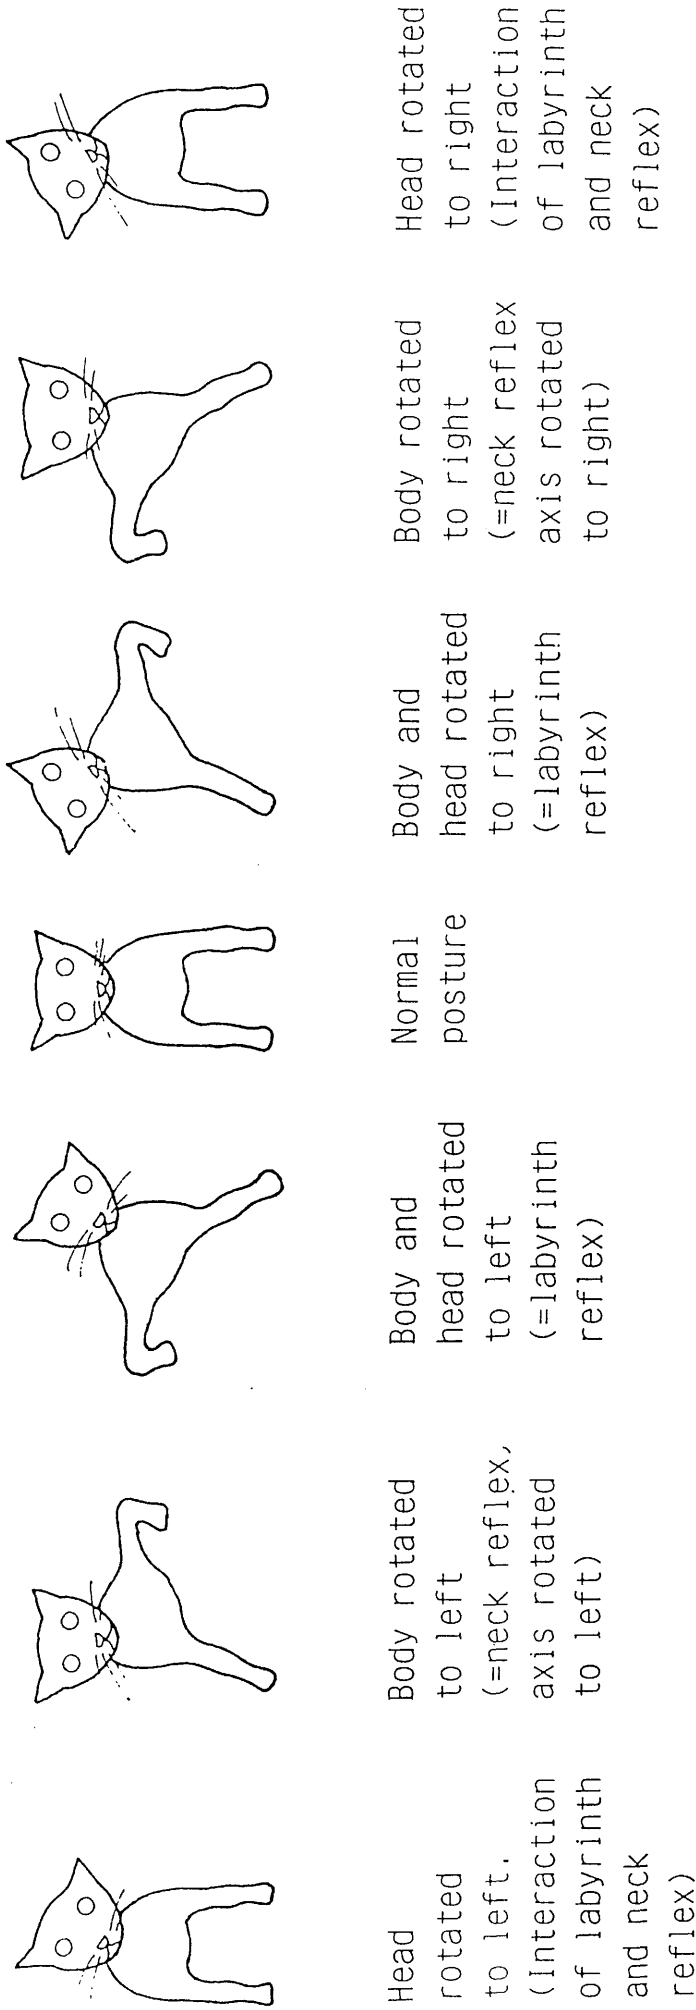 Head
rotated
to left.
(Interaction
of labyrinth
and neck
reflex)
Body rotated
to left
(=neck reflex,
axis rotated
to left)
Body and
head rotated
to left
(=labyrinth
reflex)
Normal
posture
Body and
head rotated
to right
(=labyrinth
reflex)
Body rotated
to right
(=neck reflex
axis rotated
to right)
Head rotated
to right
(Interaction
of labyrinth
and neck
reflex)